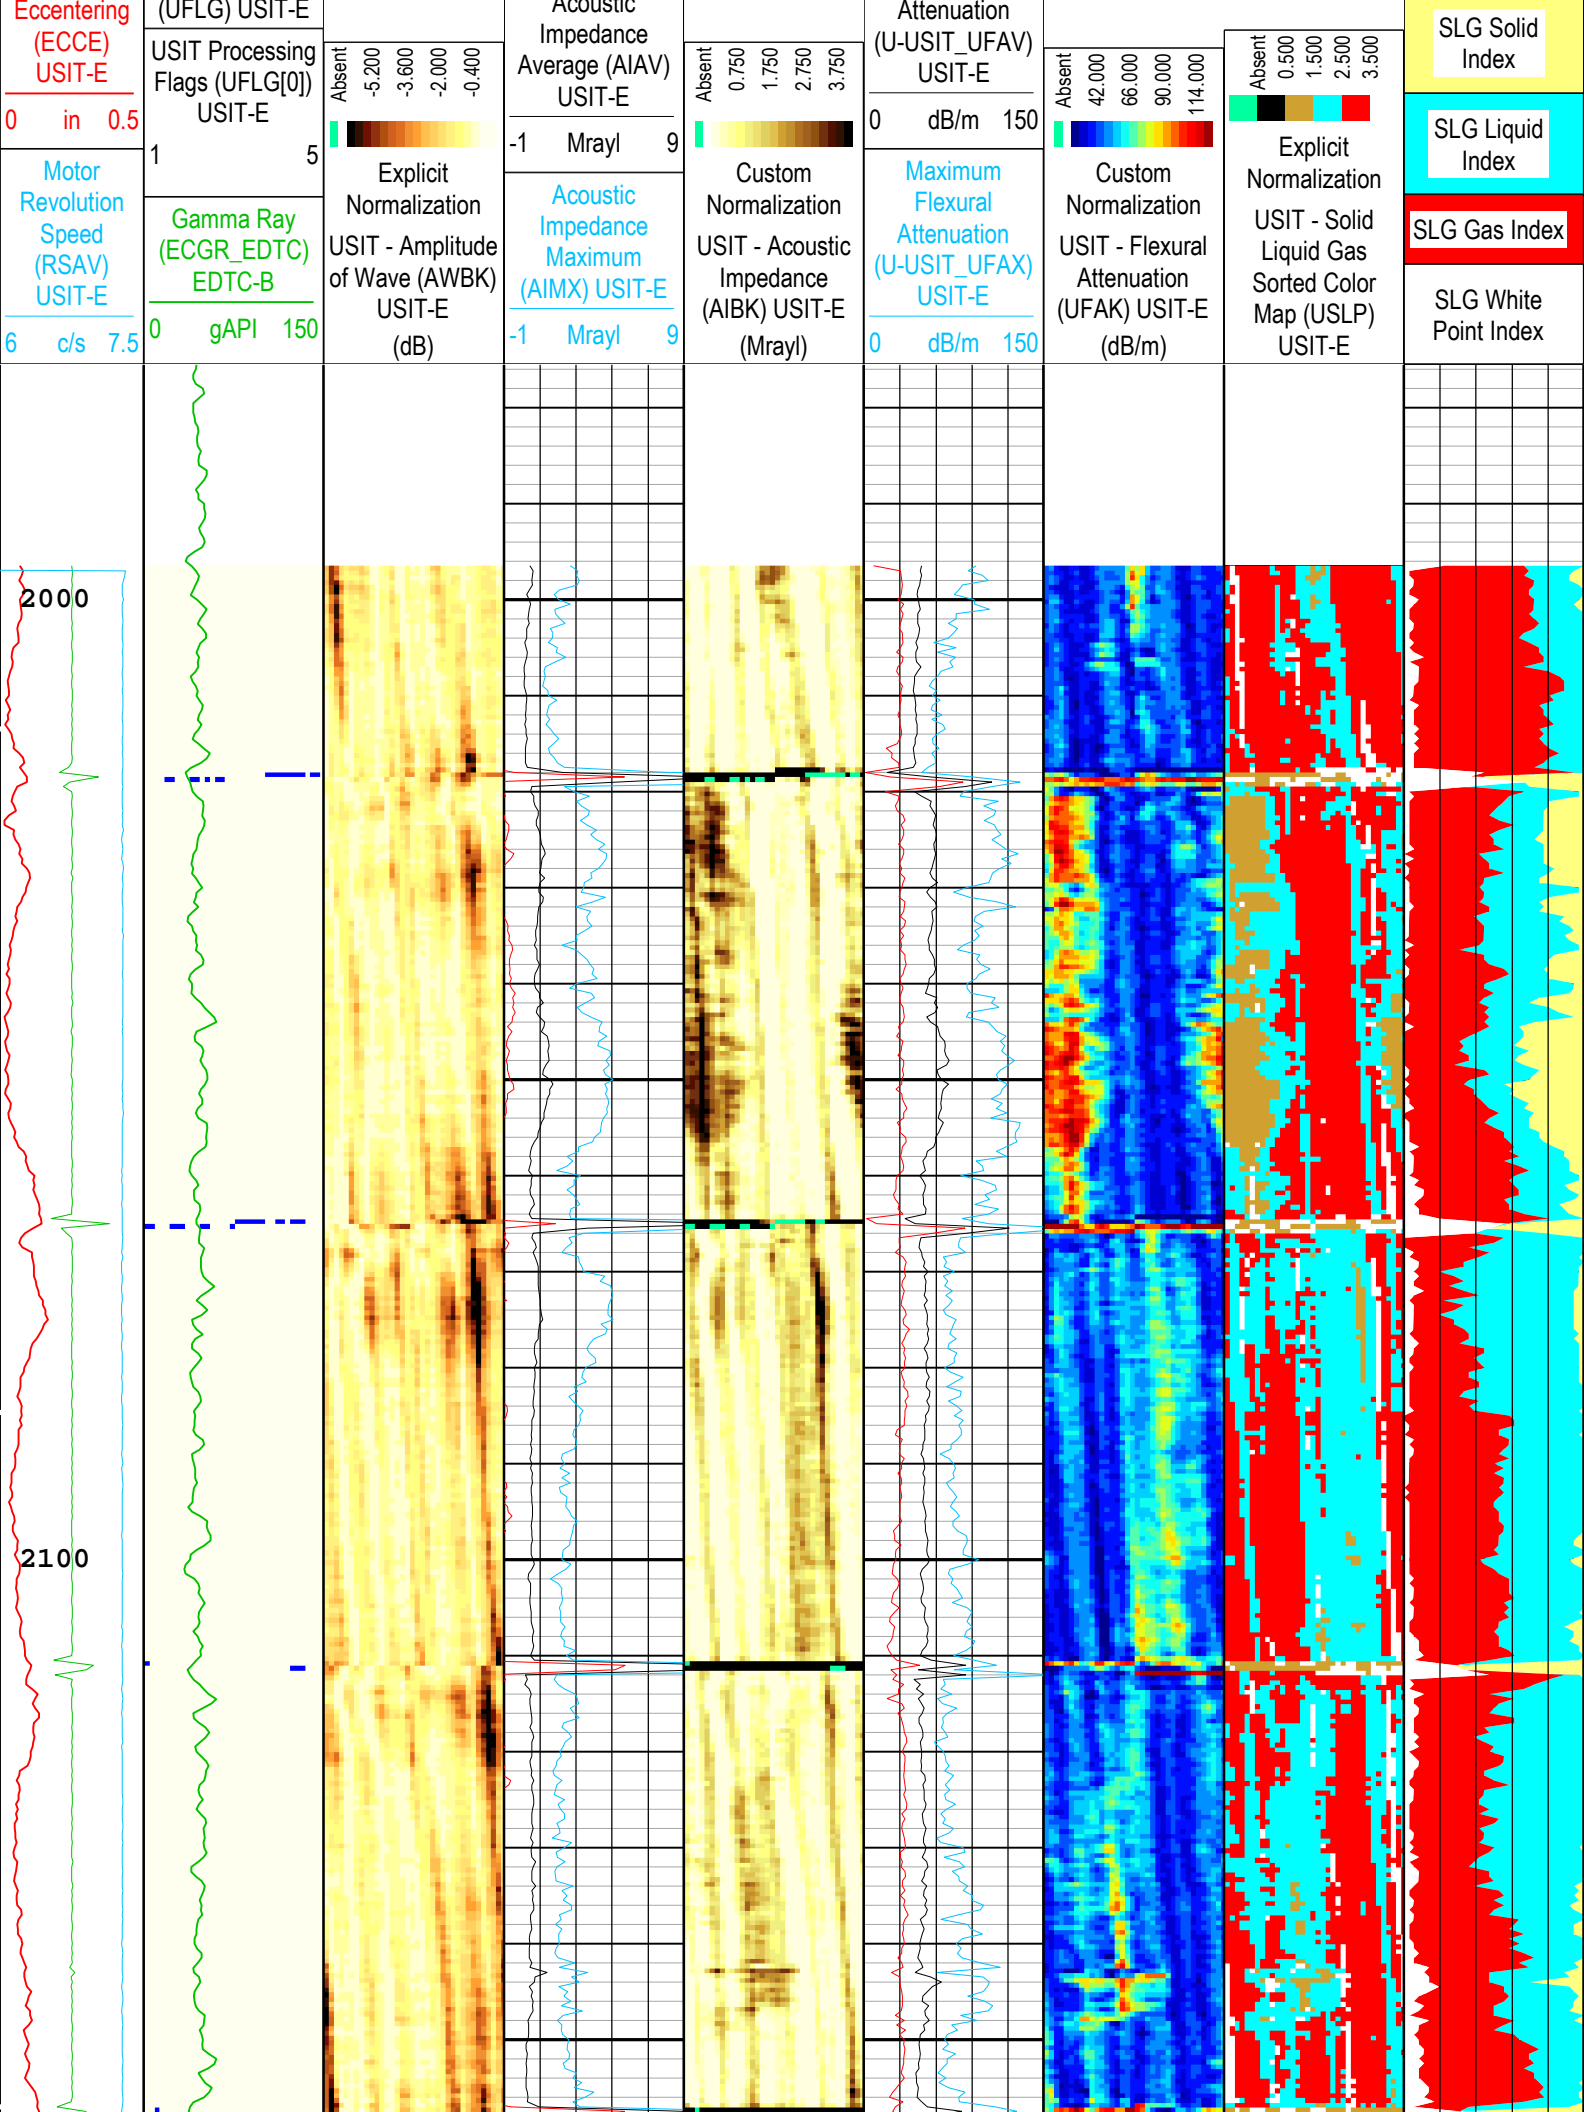 Eccentering
(ECCE)
USIT-E
0 in 0.5
Motor
Revolution
Speed
(RSAV)
USIT-E
6 c/s 7.5
(UFLG) USIT-E
USIT Processing
Flags (UFLG[0])
USIT-E
1 5
Gamma Ray
(ECGR_EDTC)
EDTC-B
0 gAPI 150
Absent
-5.200
-3.600
-2.000
-0.400
Explicit
Normalization
USIT - Amplitude
of Wave (AWBK)
USIT-E
(dB)
Acoustic
Impedance
Average (AIAV)
USIT-E
-1 Mrayl 9
Acoustic
Impedance
Maximum
(AIMX) USIT-E
-1 Mrayl 9
Absent
0.750
1.750
2.750
3.750
Custom
Normalization
USIT - Acoustic
Impedance
(AIBK) USIT-E
(Mrayl)
Attenuation
(U-USIT_UFAV)
USIT-E
0 dB/m 150
Maximum
Flexural
Attenuation
(U-USIT_UFAX)
USIT-E
0 dB/m 150
Absent
42.000
66.000
90.000
114.000
Custom
Normalization
USIT - Flexural
Attenuation
(UFAK) USIT-E
(dB/m)
Absent
0.500
1.500
2.500
3.500
Explicit
Normalization
USIT - Solid
Liquid Gas
Sorted Color
Map (USLP)
USIT-E
SLG Solid
Index
SLG Liquid
Index
SLG Gas Index
SLG White
Point Index
2000
2100